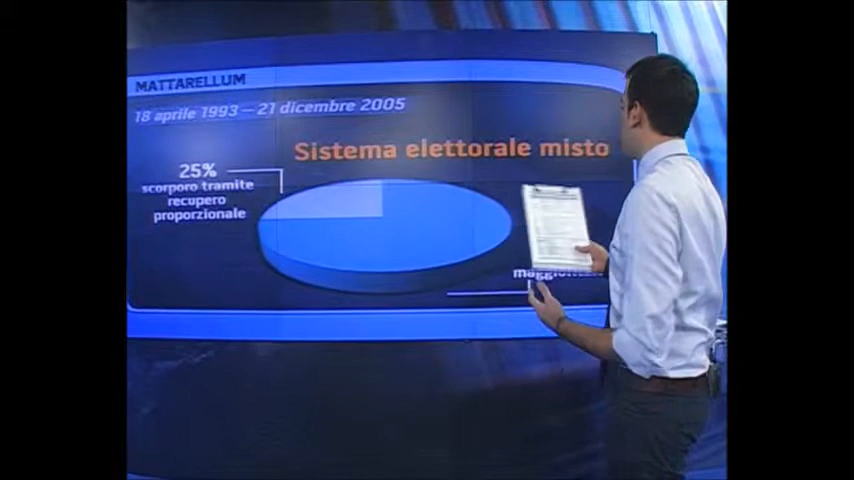 MATTARELLUM
18 aprile 1993 – 21 dicembre 2005
Sistema elettorale misto
25%
scorporo tramite
recupero
proporzionale